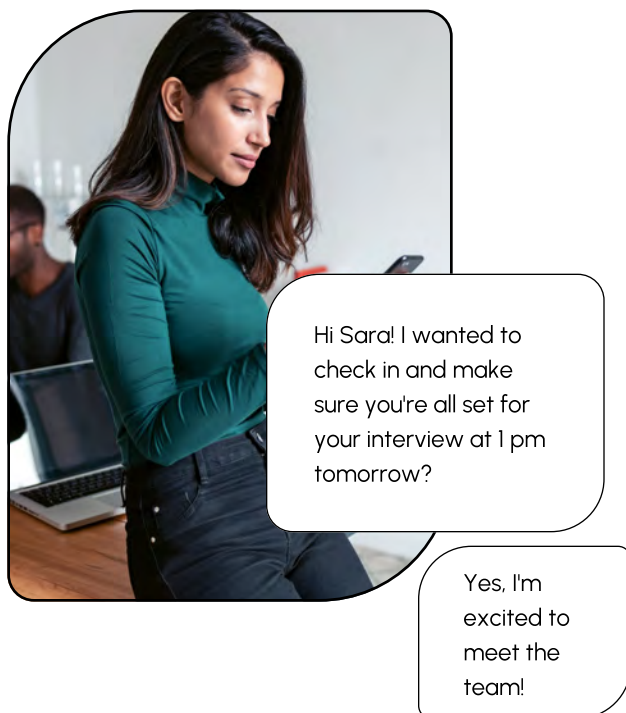 Hi Sara! I wanted to
check in and make
sure you're all set for
your interview at 1 pm
tomorrow?
Yes, I'm
excited to
meet the
team!